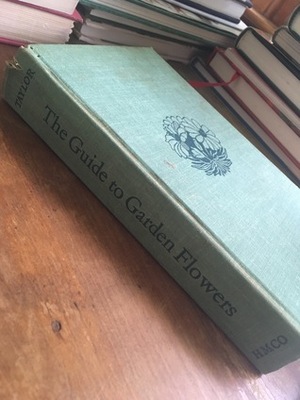 TAYLOR
The Guide to Garden Flowers
HMCO